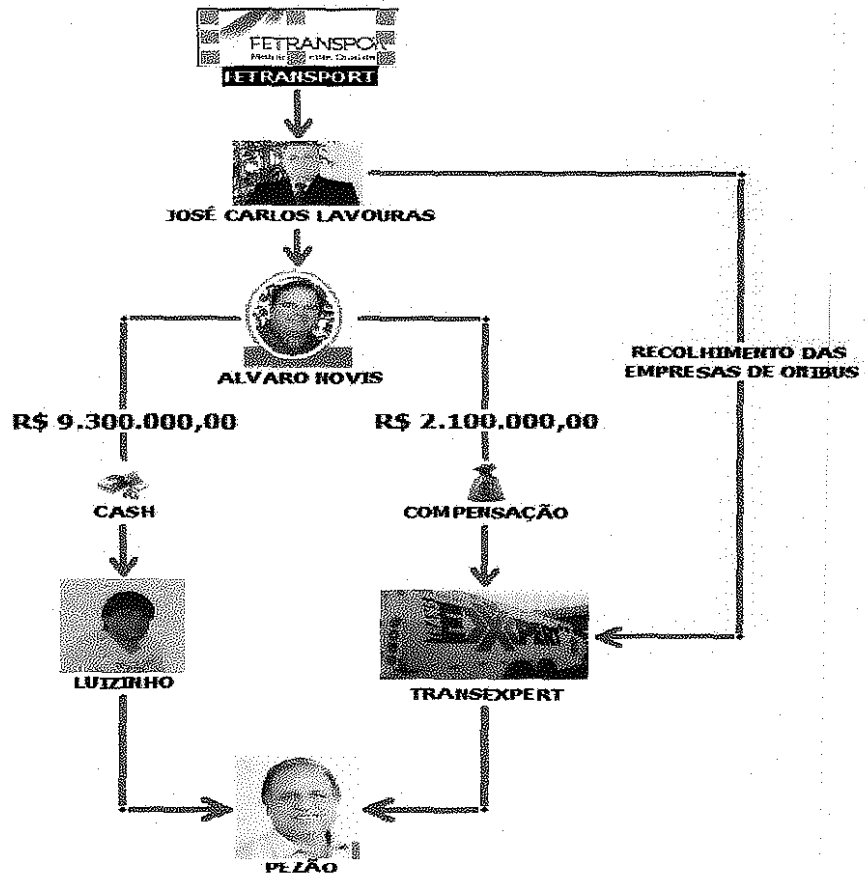 FETRANSPO
FETRANSPORT
JOSÉ CARLOS LAVOURAS
ALVARO NOVIS
RECOLHIMENTO DAS
EMPRESAS DE ONIBUS
R$ 9.300.000,00
R$ 2.100.000,00
CASH
COMPENSAÇÃO
LUIZINHO
TRANSEXPERT
PEZÃO